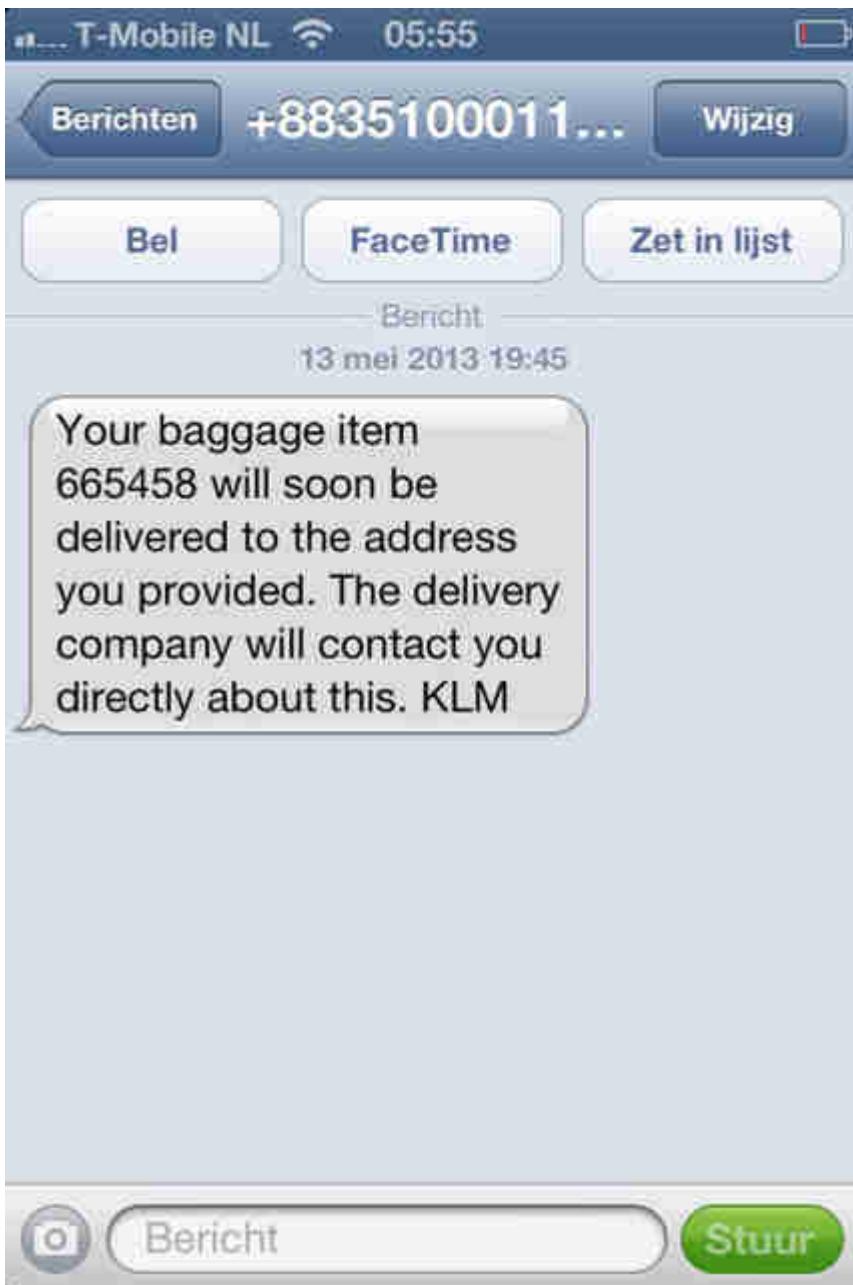 T-Mobile NL 05:55
Berichten +8835100011... Wijzig
Bel FaceTime Zet in lijst
Bericht
13 mei 2013 19:45
Your baggage item
665458 will soon be
delivered to the address
you provided. The delivery
company will contact you
directly about this. KLM
Bericht Stuur